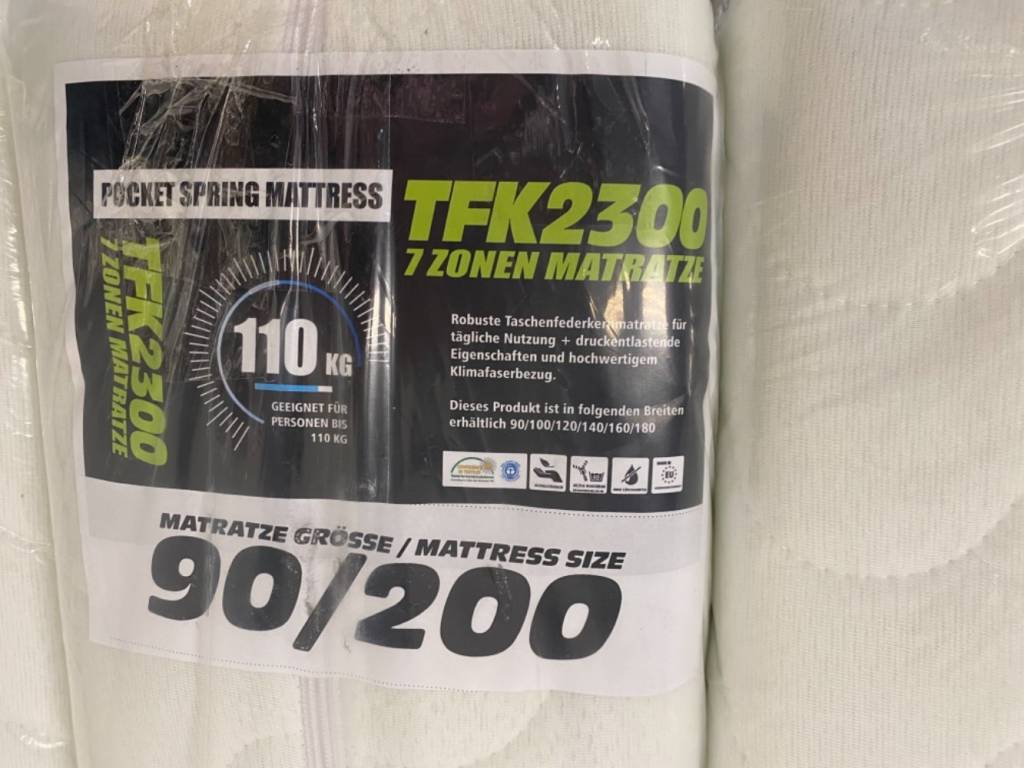 POCKET SPRING MATTRESS
TFK2300
7 ZONEN MATRATZE
TFK2300
7 ZONEN MATRATZE
110 KG
GEEIGNET FÜR
PERSONEN BIS
110 KG
Robuste Taschenfederkernmatratze für
tägliche Nutzung + druckentlastende
Eigenschaften und hochwertigem
Klimafaserbezug.
Dieses Produkt ist in folgenden Breiten
erhältlich 90/100/120/140/160/180
MATRATZE GRÖSSE / MATTRESS SIZE
90/200